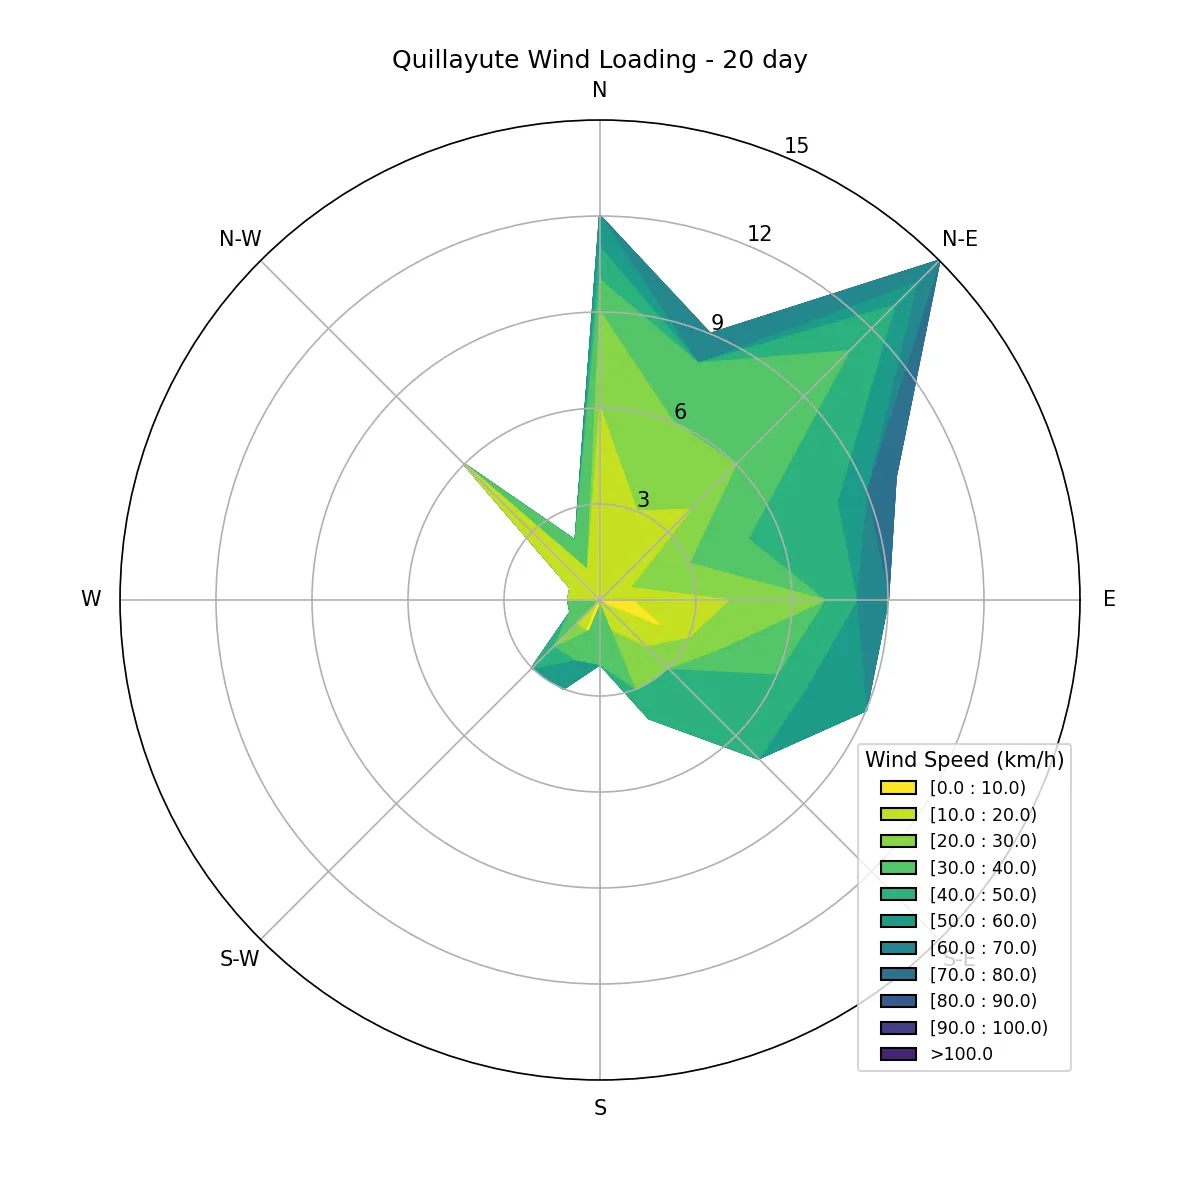 Quillayute Wind Loading - 20 day
N
15
12
N-W
N-E
9
6
3
W
E
Wind Speed (km/h)
[0.0 : 10.0)
[10.0 : 20.0)
[20.0 : 30.0)
[30.0 : 40.0)
[40.0 : 50.0)
[50.0 : 60.0)
[60.0 : 70.0)
S-W
S-E
[70.0 : 80.0)
[80.0 : 90.0)
[90.0 : 100.0)
>100.0
S